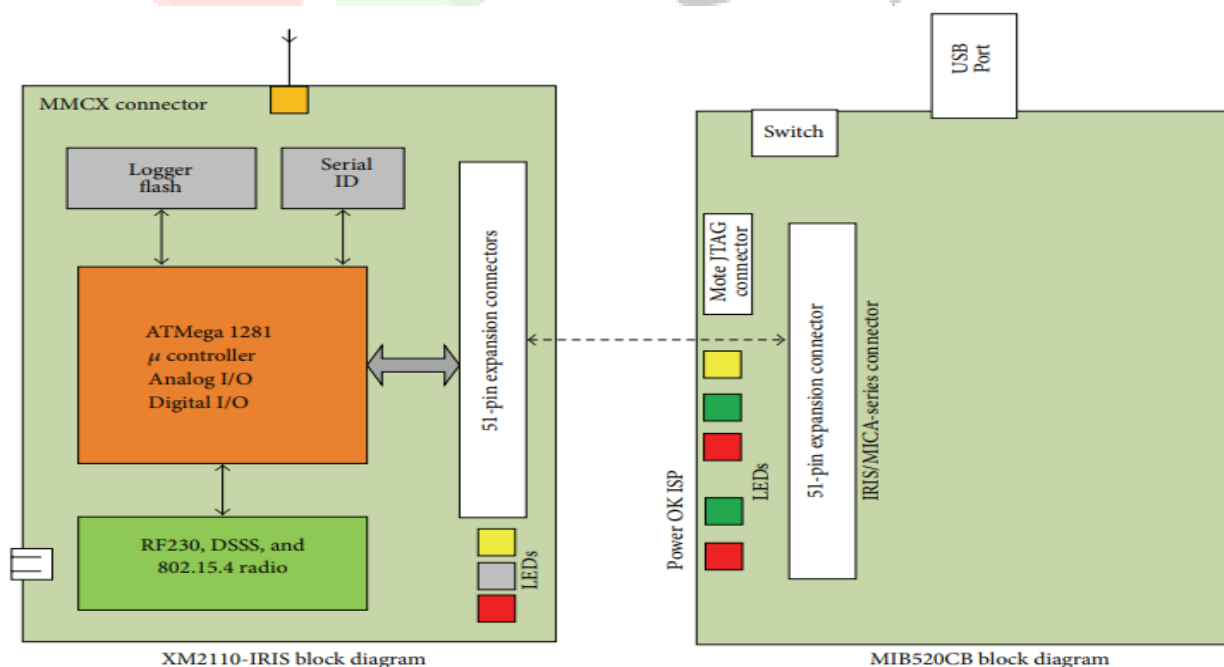 MMCX connector
Logger
flash
Serial
ID
ATMega 1281
μ controller
Analog I/O
Digital I/O
51-pin expansion connectors
RF230, DSSS, and
802.15.4 radio
LEDs
XM2110-IRIS block diagram
USB
Port
Switch
Mote JTAG
connector
51-pin expansion connector
IRIS/MICA-series connector
LEDs
Power OK ISP
MIB520CB block diagram